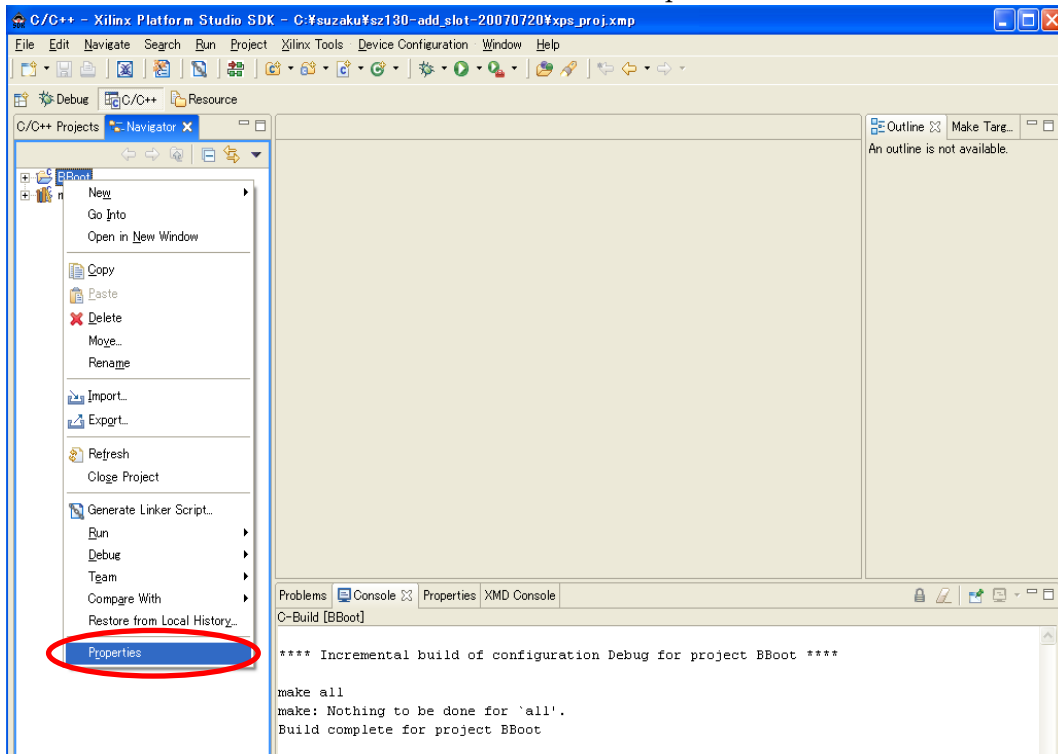 C/C++ - Xilinx Platform Studio SDK - C:¥suzaku¥sz130-add_slot-20070720¥xps_proj.xmp
File Edit Navigate Search Run Project Xilinx Tools Device Configuration Window Help
Debug C/C++ Resource
C/C++ Projects Navigator
Outline Make Targ...
An outline is not available.
BBoot
New
Go Into
Open in New Window
Copy
Paste
Delete
Move...
Rename
Import...
Export...
Refresh
Close Project
Generate Linker Script...
Run
Debug
Team
Compare With
Restore from Local History...
Properties
Problems Console Properties XMD Console
C-Build [BBoot]
**** Incremental build of configuration Debug for project BBoot ****
make all
make: Nothing to be done for `all'.
Build complete for project BBoot